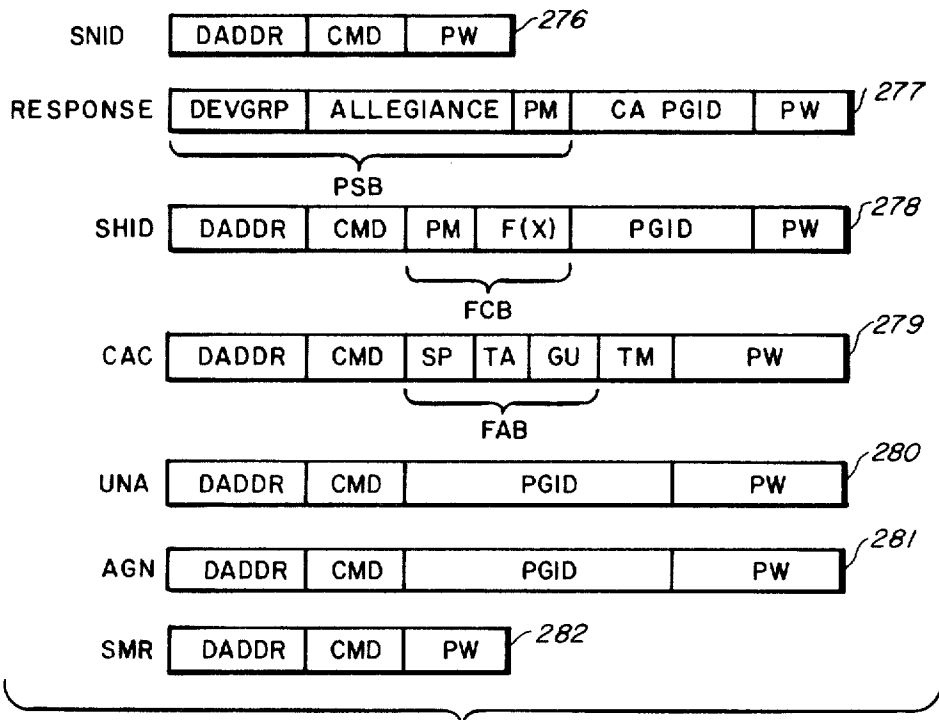 SNID DADDR CMD PW 276
RESPONSE DEVGRP ALLEGIANCE PM CA PGID PW 277
PSB
SHID DADDR CMD PM F(X) PGID PW 278
FCB
CAC DADDR CMD SP TA GU TM PW 279
FAB
UNA DADDR CMD PGID PW 280
AGN DADDR CMD PGID PW 281
SMR DADDR CMD PW 282